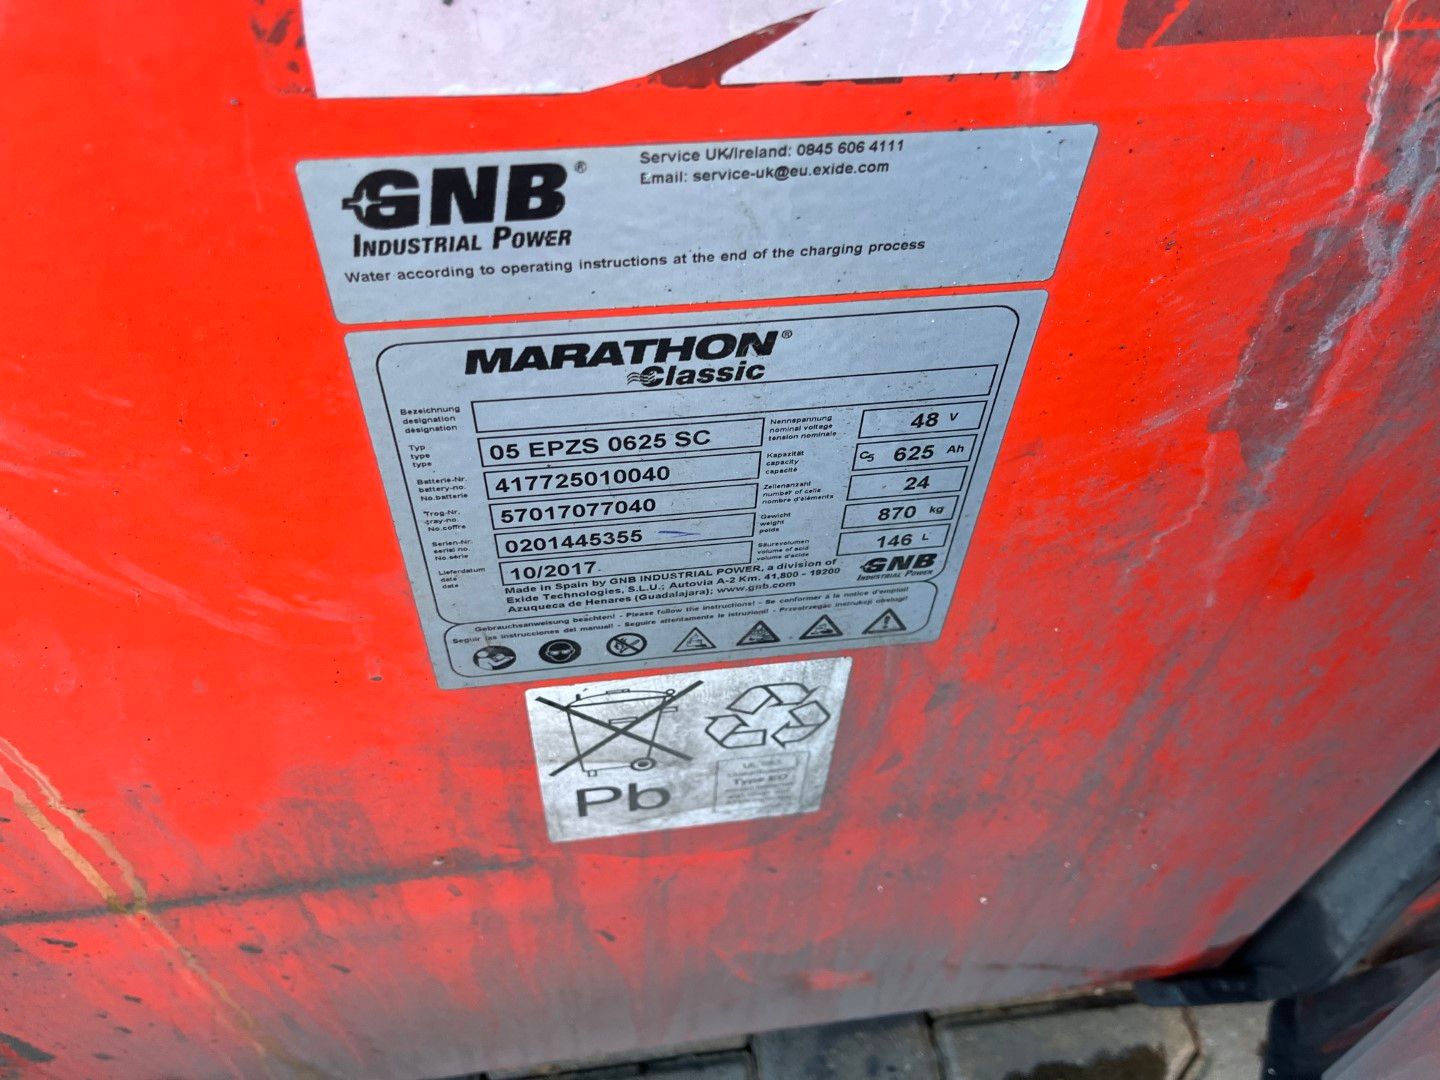 GNB®
INDUSTRIAL POWER
Service UK/Ireland: 0845 606 4111
Email: service-uk@eu.exide.com
Water according to operating instructions at the end of the charging process
MARATHON®
Classic
Bezeichnung
designation
désignation
Typ
type
type
05 EPZS 0625 SC
Batterie-Nr.
battery-no.
No.batterie
417725010040
Trog-Nr.
tray-no.
No.coffre
57017077040
Serien-Nr.
serial no.
No.série
0201445355
Lieferdatum
date
date
10/2017
Nennspannung
nominal voltage
tension nominale
48 V
Kapazität
capacity
capacité
C5 625 Ah
Zellenanzahl
number of cells
nombre d'éléments
24
Gewicht
weight
poids
870 kg
Säurevolumen
volume of acid
volume d'acide
146 L
Made in Spain by GNB INDUSTRIAL POWER, a division of
Exide Technologies, S.L.U.: Autovia A-2 Km. 41,800 - 19200
Azuqueca de Henares (Guadalajara); www.gnb.com
GNB
INDUSTRIAL POWER
Gebrauchsanweisung beachten! - Please follow the instructions! - Se conformer à la notice d'emploi!
Seguir las instrucciones del manual! - Seguire attentamente le istruzioni! - Przestrzegac instrukcji obslugi!
Pb
Type EO